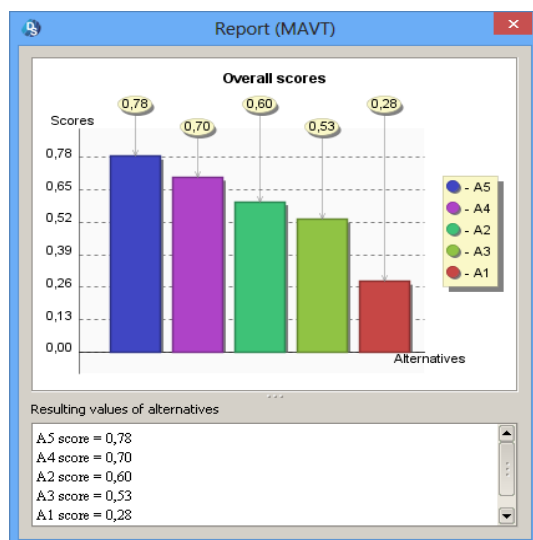 DS
Report (MAVT)
Overall scores
0,78
0,70
0,60
0,53
0,28
Scores
0,78
0,65
0,52
0,39
0,26
0,13
0,00
Alternatives
- A5
- A4
- A2
- A3
- A1
Resulting values of alternatives
A5 score = 0,78
A4 score = 0,70
A2 score = 0,60
A3 score = 0,53
A1 score = 0,28